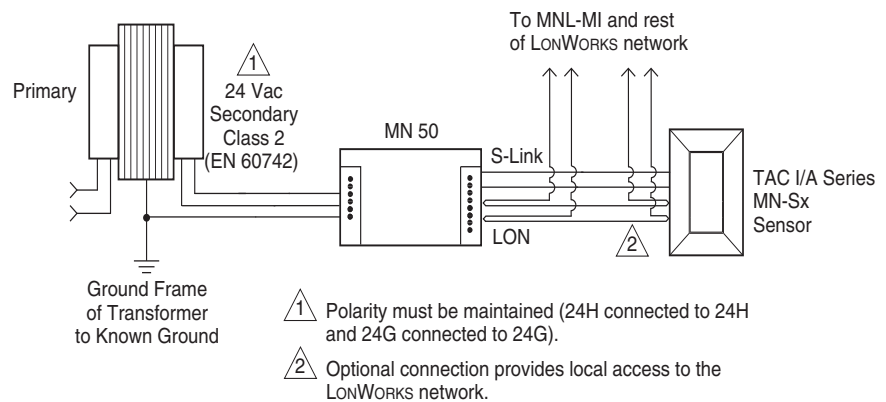 To MNL-MI and rest
of LONWORKS network
Primary
1
24 Vac
Secondary
Class 2
(EN 60742)
MN 50
S-Link
LON
2
TAC I/A Series
MN-Sx
Sensor
Ground Frame
of Transformer
to Known Ground
1 Polarity must be maintained (24H connected to 24H
and 24G connected to 24G).
2 Optional connection provides local access to the
LONWORKS network.